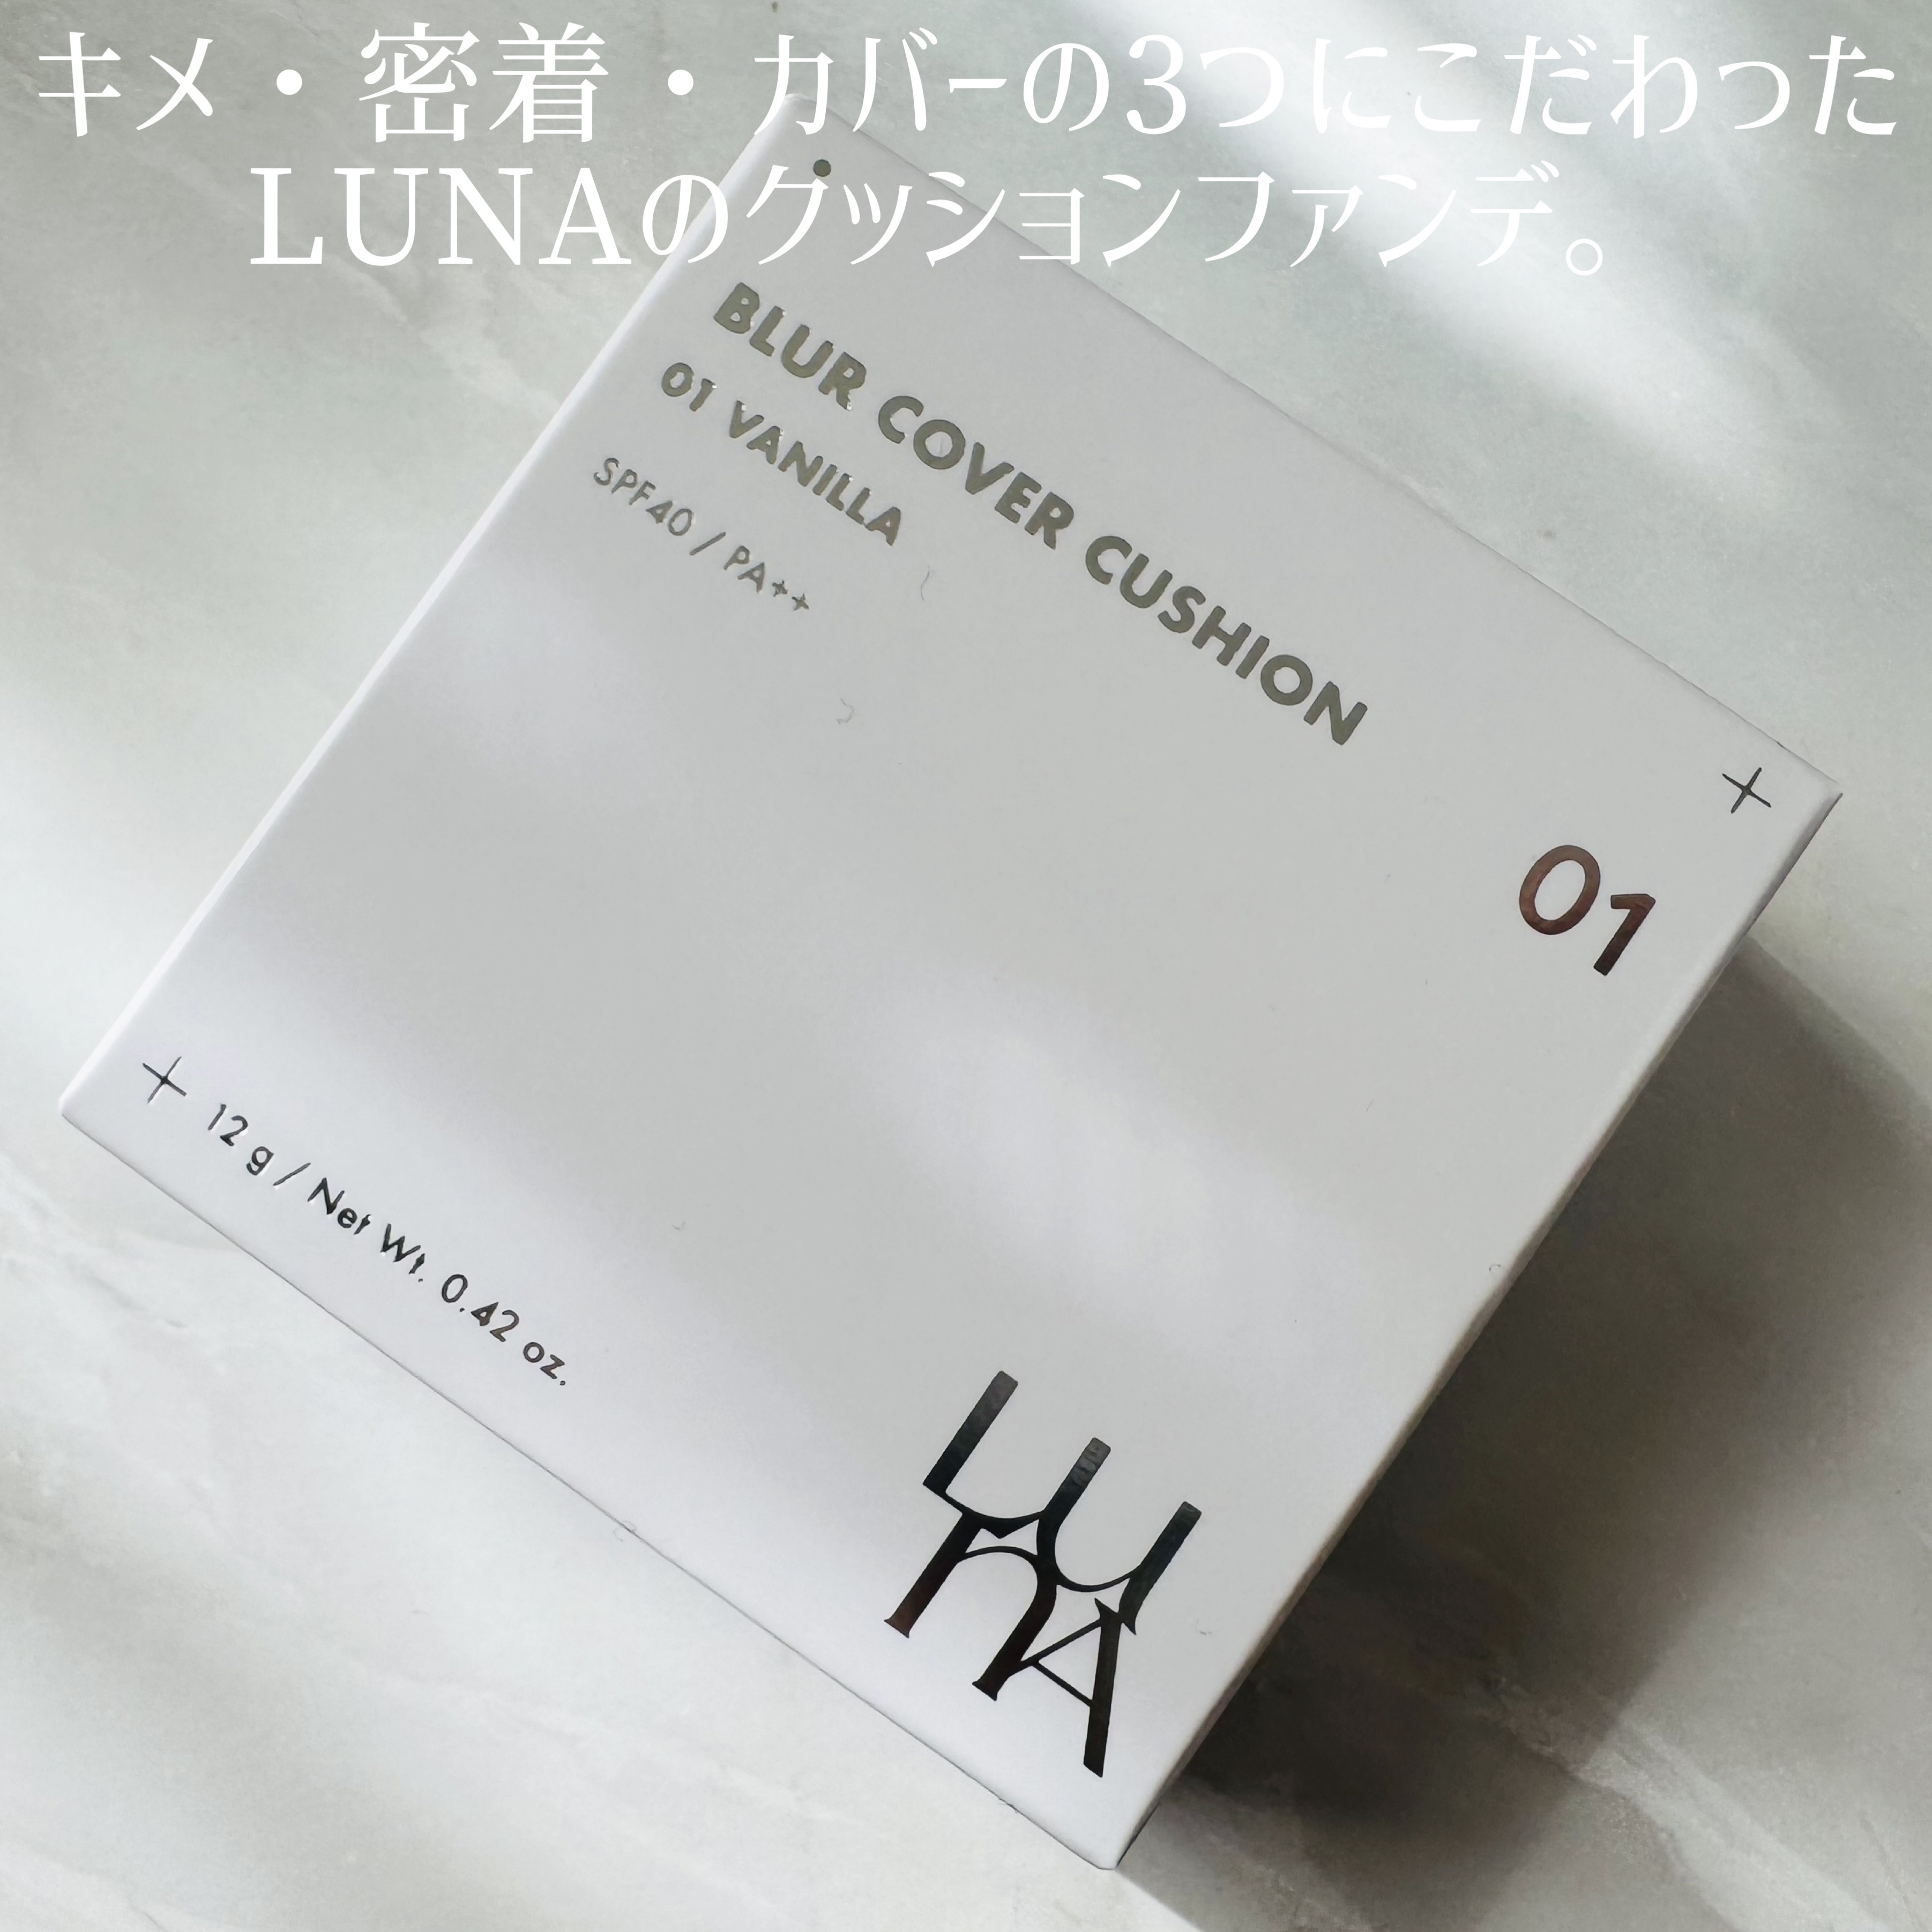 キメ・密着・カバーの3つにこだわった
LUNAのクッションファンデ。
BLUR COVER CUSHION
01 VANILLA
SPF40 / PA++
01
12 g / Net Wt. 0.42 oz.
LUNA